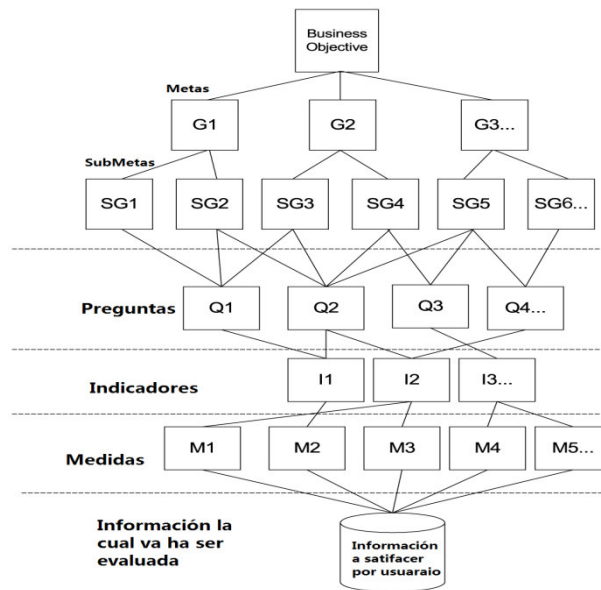 Business
Objective
Metas
G1 G2 G3...
SubMetas
SG1 SG2 SG3 SG4 SG5 SG6...
Preguntas Q1 Q2 Q3 Q4...
Indicadores I1 I2 I3...
Medidas M1 M2 M3 M4 M5...
Información la
cual va ha ser
evaluada
Información
a satifacer
por usuaraio